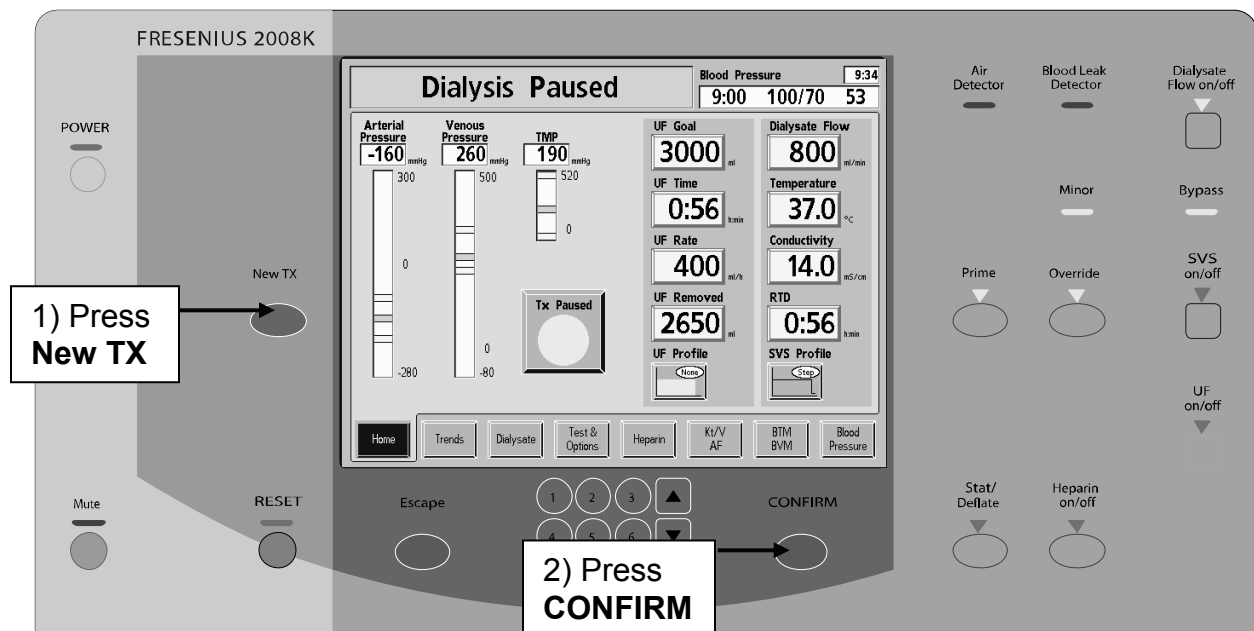 FRESENIUS 2008K
POWER
New TX
1) Press
New TX
Mute
RESET
Dialysis Paused
Blood Pressure
9:34
9:00 100/70 53
Arterial
Pressure
-160 mmHg
300
0
-280
Venous
Pressure
260 mmHg
500
0
-80
TMP
190 mmHg
520
0
Tx Paused
UF Goal
3000 ml
UF Time
0:56 h:min
UF Rate
400 ml/h
UF Removed
2650 ml
UF Profile
None
Dialysate Flow
800 ml/min
Temperature
37.0 °C
Conductivity
14.0 mS/cm
RTD
0:56 h:min
SVS Profile
Step
Home
Trends
Dialysate
Test &
Options
Heparin
Kt/V
AF
BTM
BVM
Blood
Pressure
Escape
1 2 3
4 5 6
CONFIRM
2) Press
CONFIRM
Air
Detector
Blood Leak
Detector
Dialysate
Flow on/off
Minor
Bypass
Prime
Override
SVS
on/off
UF
on/off
Stat/
Deflate
Heparin
on/off